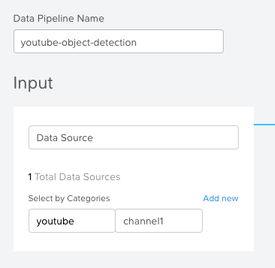 Data Pipeline Name
youtube-object-detection
Input
Data Source
1 Total Data Sources
Select by Categories Add new
youtube channel1